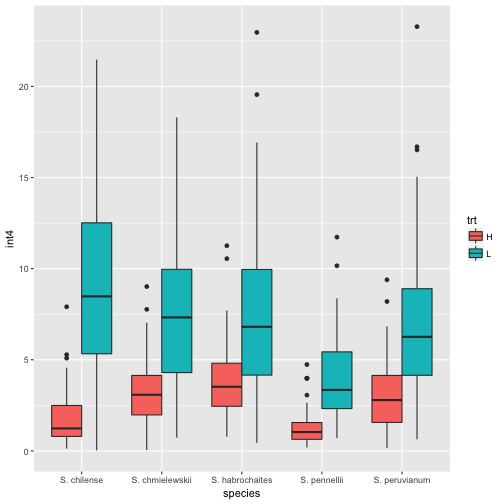 20
15
10
5
0
int4
S. chilense S. chmielewskii S. habrochaites S. pennellii S. peruvianum
species
trt
H
L